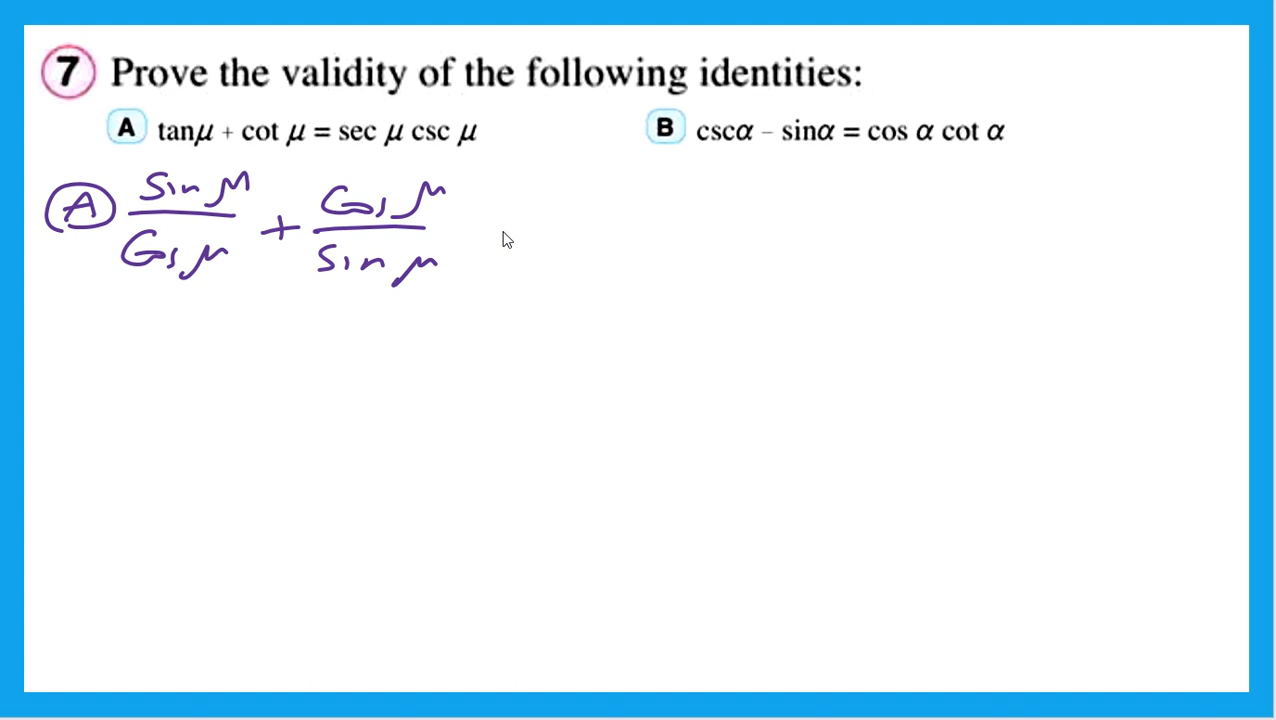 7 Prove the validity of the following identities:
A tanμ + cot μ = sec μ csc μ
B cscα – sinα = cos α cot α
A sin μ / cos μ + cos μ / sin μ